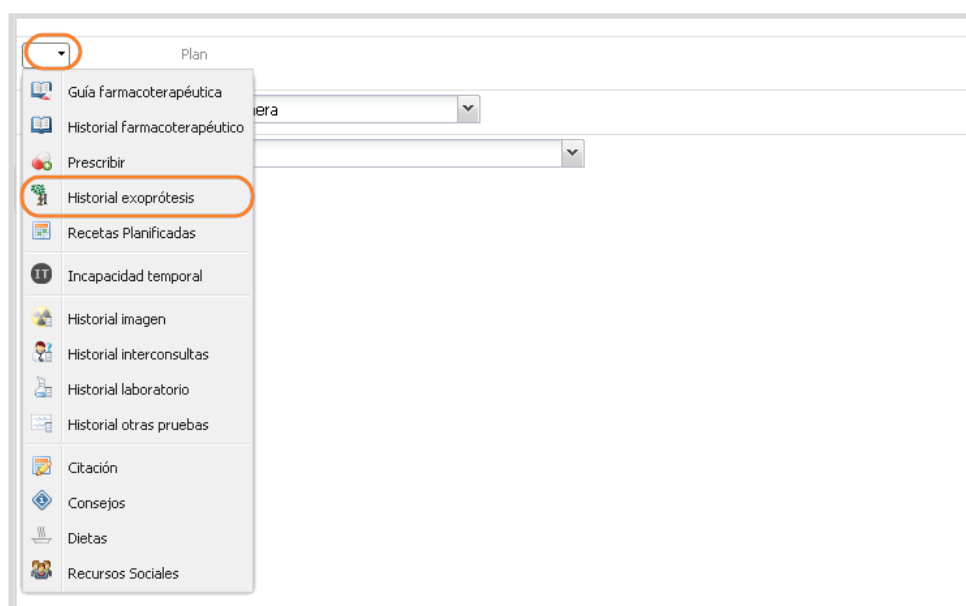 Plan
Guía farmacoterapéutica
Historial farmacoterapéutico
Prescribir
Historial exoprótesis
Recetas Planificadas
IT Incapacidad temporal
Historial imagen
Historial interconsultas
Historial laboratorio
Historial otras pruebas
Citación
Consejos
Dietas
Recursos Sociales